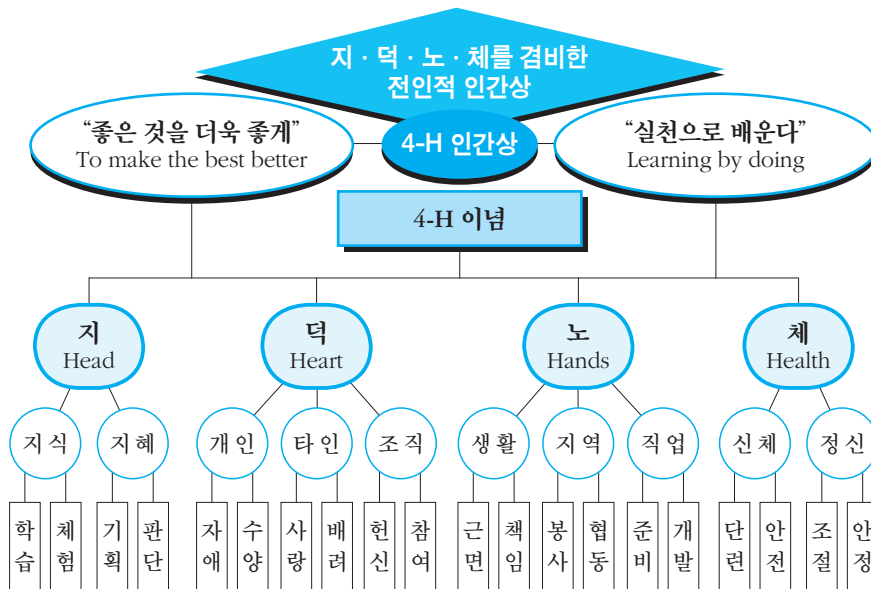 지 · 덕 · 노 · 체를 겸비한
전인적 인간상
“좋은 것을 더욱 좋게”
To make the best better
4-H 인간상
“실천으로 배운다”
Learning by doing
4-H 이념
지
Head
덕
Heart
노
Hands
체
Health
지식
지혜
개인
타인
조직
생활
지역
직업
신체
정신
학습
체험
기획
판단
자애
수양
사랑
배려
헌신
참여
근면
책임
봉사
협동
준비
개발
단련
안전
조절
안정